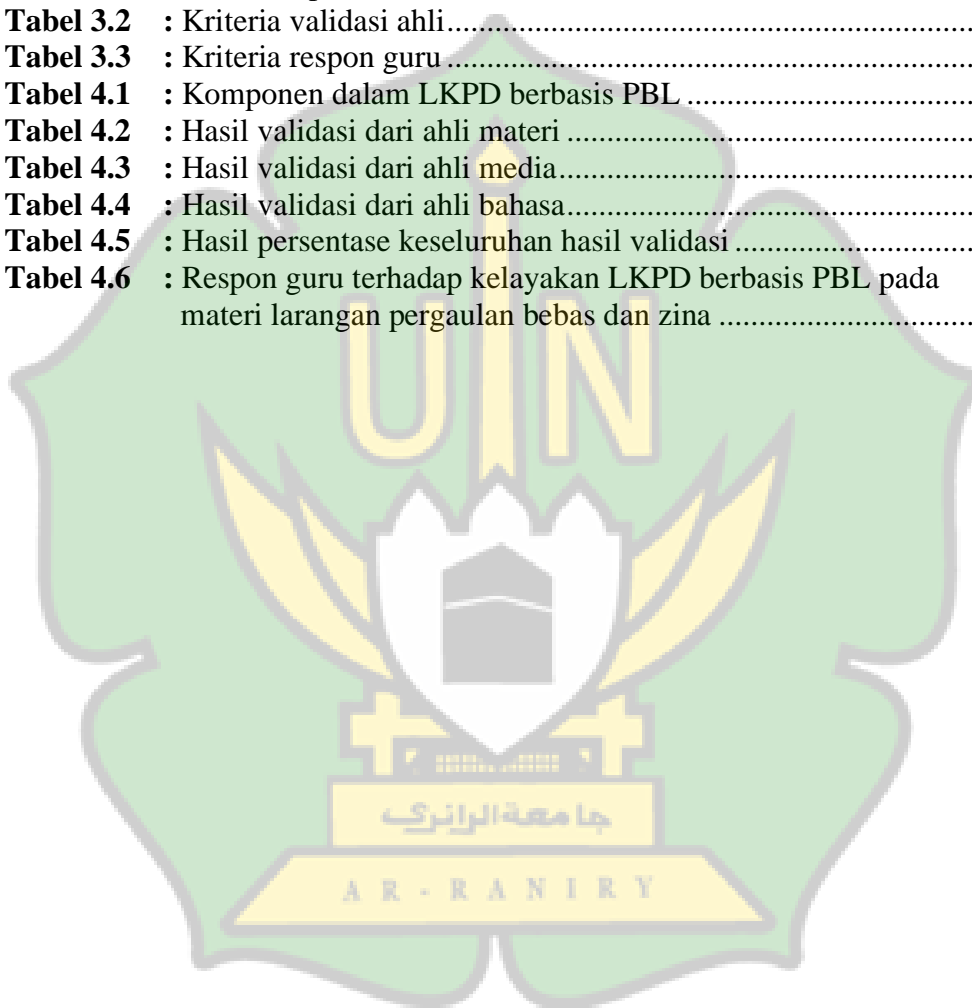 Tabel 3.2 : Kriteria validasi ahli........................................................................
Tabel 3.3 : Kriteria respon guru.....................................................................
Tabel 4.1 : Komponen dalam LKPD berbasis PBL.....................................
Tabel 4.2 : Hasil validasi dari ahli materi.....................................................
Tabel 4.3 : Hasil validasi dari ahli media......................................................
Tabel 4.4 : Hasil validasi dari ahli bahasa.....................................................
Tabel 4.5 : Hasil persentase keseluruhan hasil validasi................................
Tabel 4.6 : Respon guru terhadap kelayakan LKPD berbasis PBL pada
materi larangan pergaulan bebas dan zina..................................
UIN
جامعة الرانري
AR-RANIRY